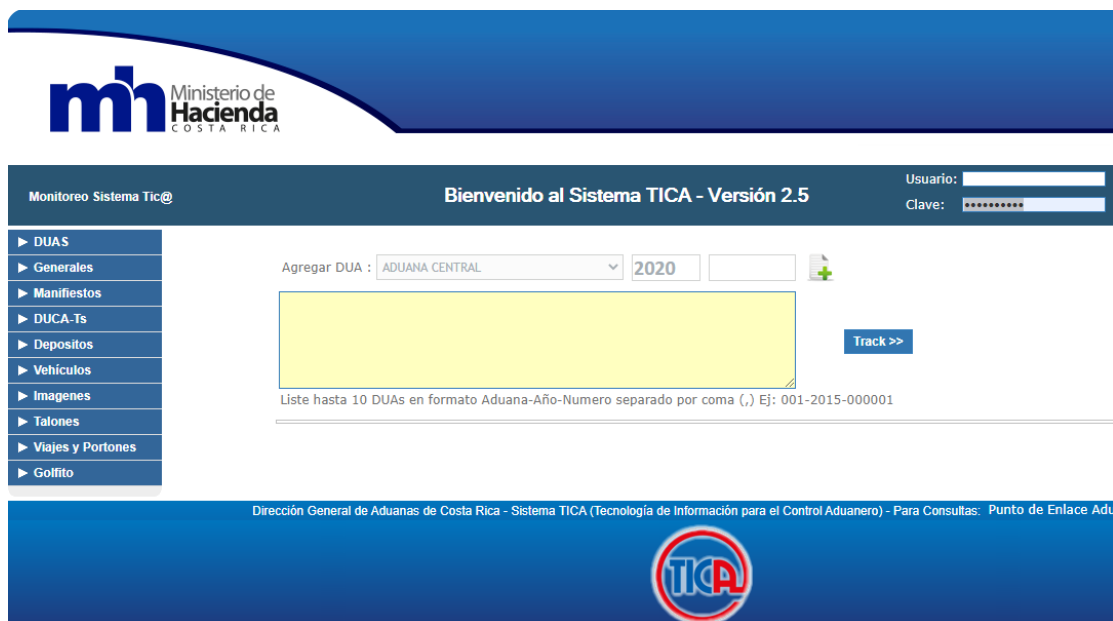 mh Ministerio de
Hacienda
COSTA RICA
Monitoreo Sistema Tic@
Bienvenido al Sistema TICA - Versión 2.5
Usuario:
Clave: ••••••••••
DUAS
Generales
Manifiestos
DUCA-Ts
Depositos
Vehículos
Imagenes
Talones
Viajes y Portones
Golfito
Agregar DUA : ADUANA CENTRAL 2020
Track >>
Liste hasta 10 DUAs en formato Aduana-Año-Numero separado por coma (,) Ej: 001-2015-000001
Dirección General de Aduanas de Costa Rica - Sistema TICA (Tecnología de Información para el Control Aduanero) - Para Consultas: Punto de Enlace Adu
TICA